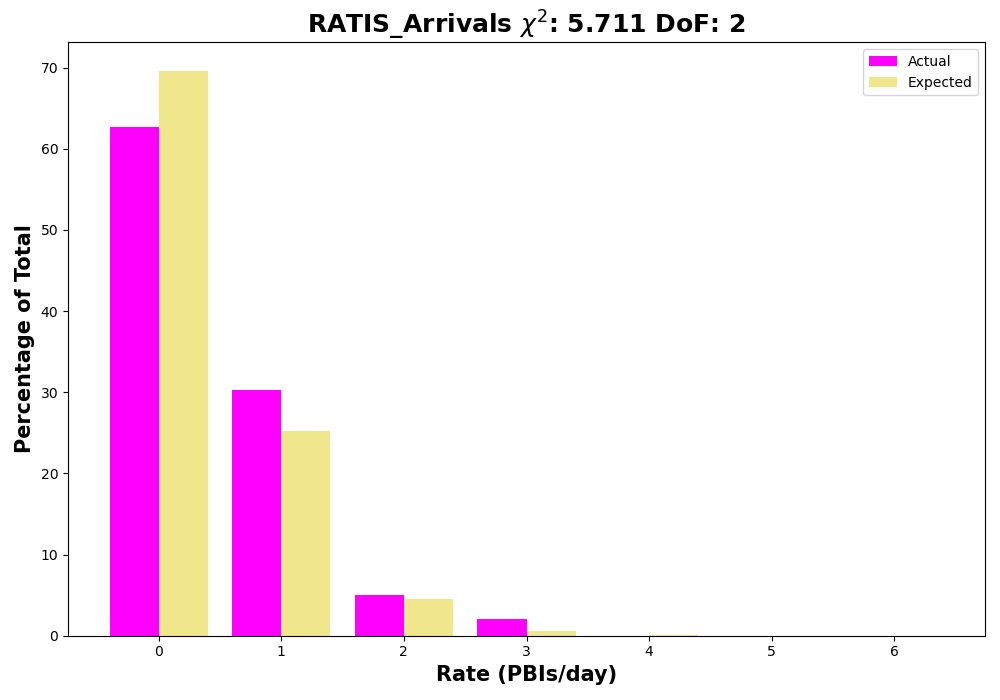 RATIS_Arrivals χ²: 5.711 DoF: 2
Actual
Expected
Percentage of Total
70
60
50
40
30
20
10
0
0 1 2 3 4 5 6
Rate (PBIs/day)